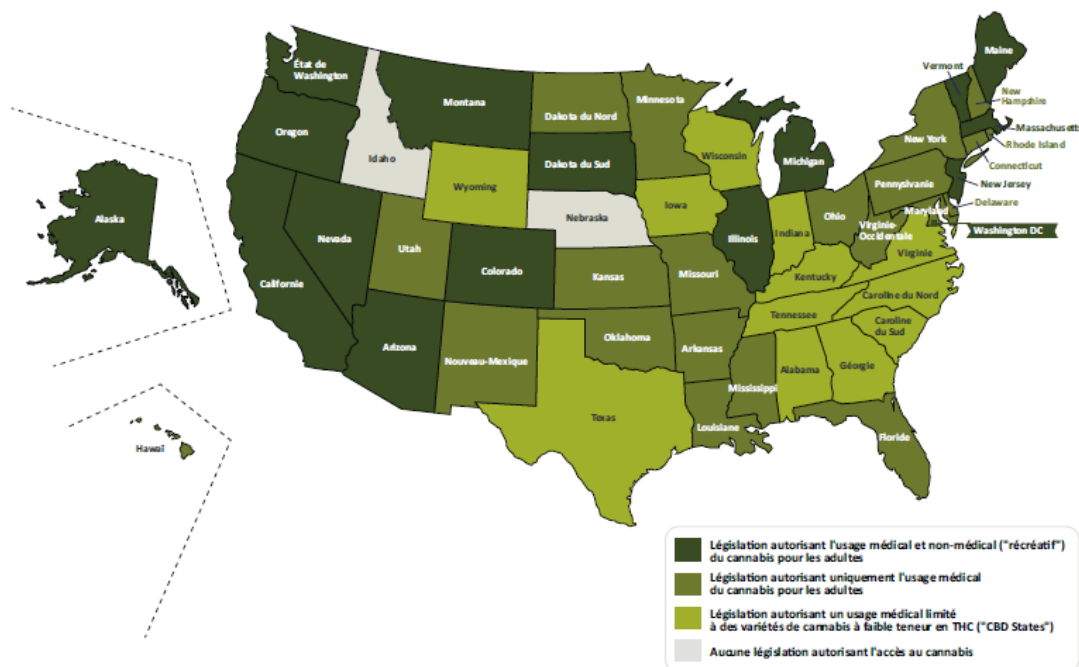 Maine
Vermont
État de
Washington
New
Hampshire
Montana
Dakota du Nord
Minnesota
Massachusetts
Oregon
New York
Rhode Island
Wisconsin
Idaho
Dakota du Sud
Michigan
Connecticut
Wyoming
Pennsylvanie
New Jersey
Iowa
Delaware
Nebraska
Ohio
Maryland
Alaska
Nevada
Illinois
Indiana
Virginie-
Occidentale
Washington DC
Utah
Colorado
Virginie
Californie
Kansas
Missouri
Kentucky
Caroline du Nord
Tennessee
Caroline
du Sud
Arizona
Oklahoma
Arkansas
Nouveau-Mexique
Alabama
Géorgie
Mississippi
Texas
Louisiane
Floride
Hawaï
Législation autorisant l'usage médical et non-médical ("récréatif")
du cannabis pour les adultes
Législation autorisant uniquement l'usage médical
du cannabis pour les adultes
Législation autorisant un usage médical limité
à des variétés de cannabis à faible teneur en THC ("CBD States")
Aucune législation autorisant l'accès au cannabis